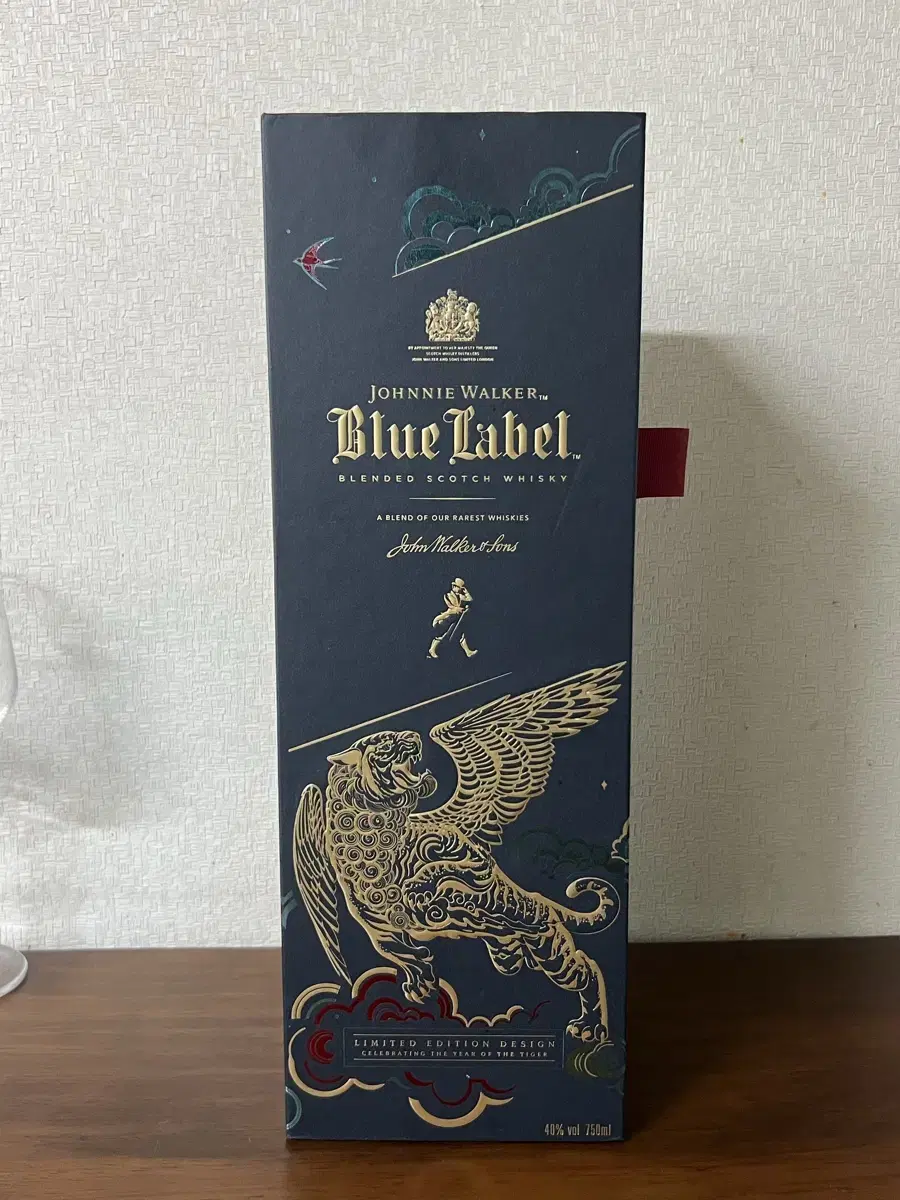 BY APPOINTMENT TO HER MAJESTY THE QUEEN
SCOTCH WHISKY DISTILLERS
JOHN WALKER AND SONS LIMITED LONDON
JOHNNIE WALKER™
Blue Label™
BLENDED SCOTCH WHISKY
A BLEND OF OUR RAREST WHISKIES
John Walker & Sons
LIMITED EDITION DESIGN
CELEBRATING THE YEAR OF THE TIGER
40% vol 750ml